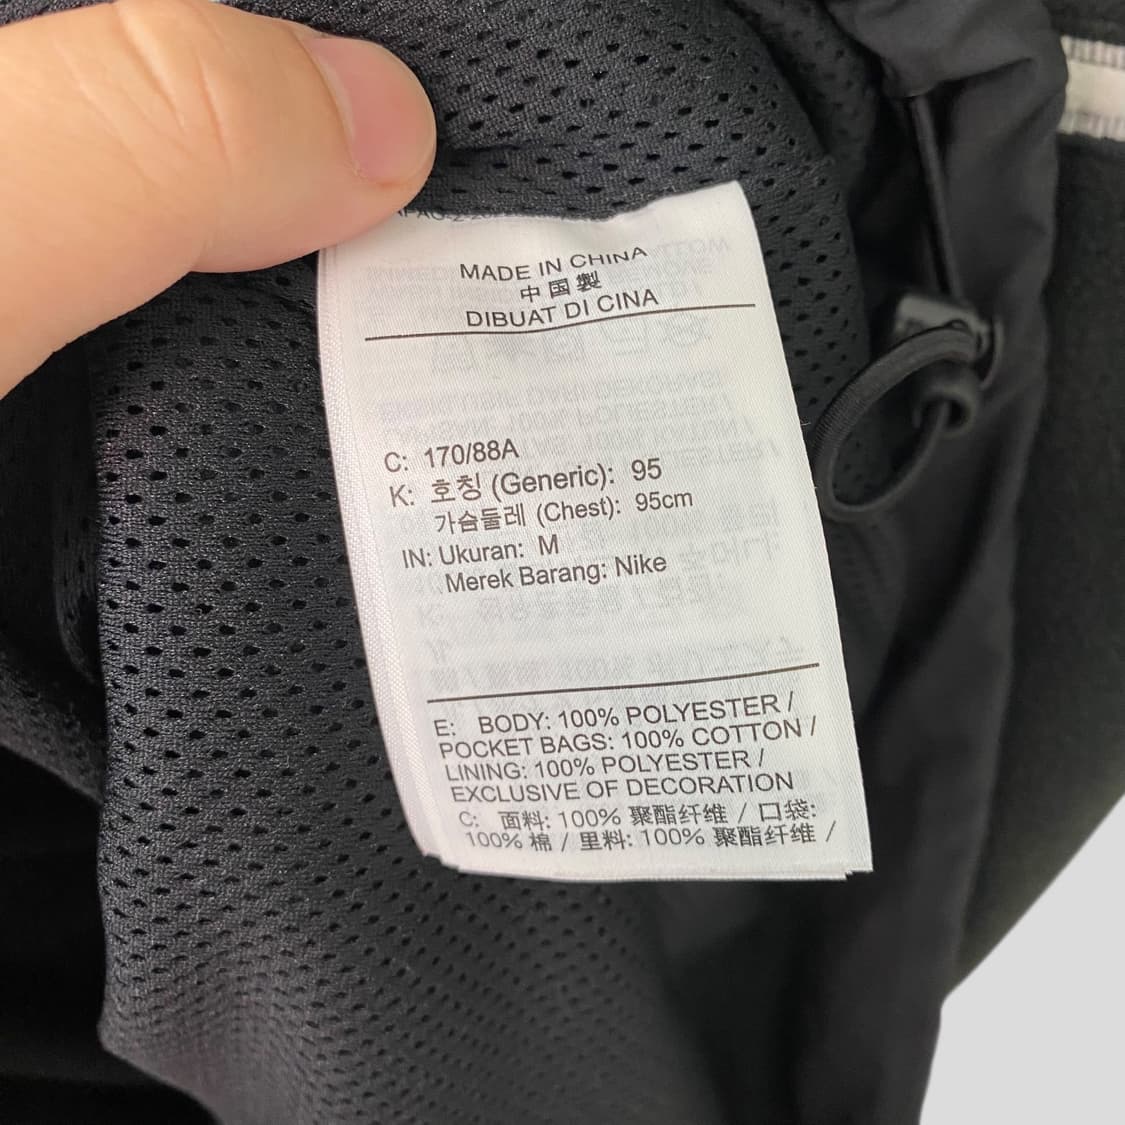 MADE IN CHINA
中国製
DIBUAT DI CINA
C: 170/88A
K: 호칭 (Generic): 95
가슴둘레 (Chest): 95cm
IN: Ukuran: M
Merek Barang: Nike
E: BODY: 100% POLYESTER /
POCKET BAGS: 100% COTTON /
LINING: 100% POLYESTER /
EXCLUSIVE OF DECORATION
C: 面料: 100% 聚酯纤维 / 口袋:
100% 棉 / 里料: 100% 聚酯纤维 /